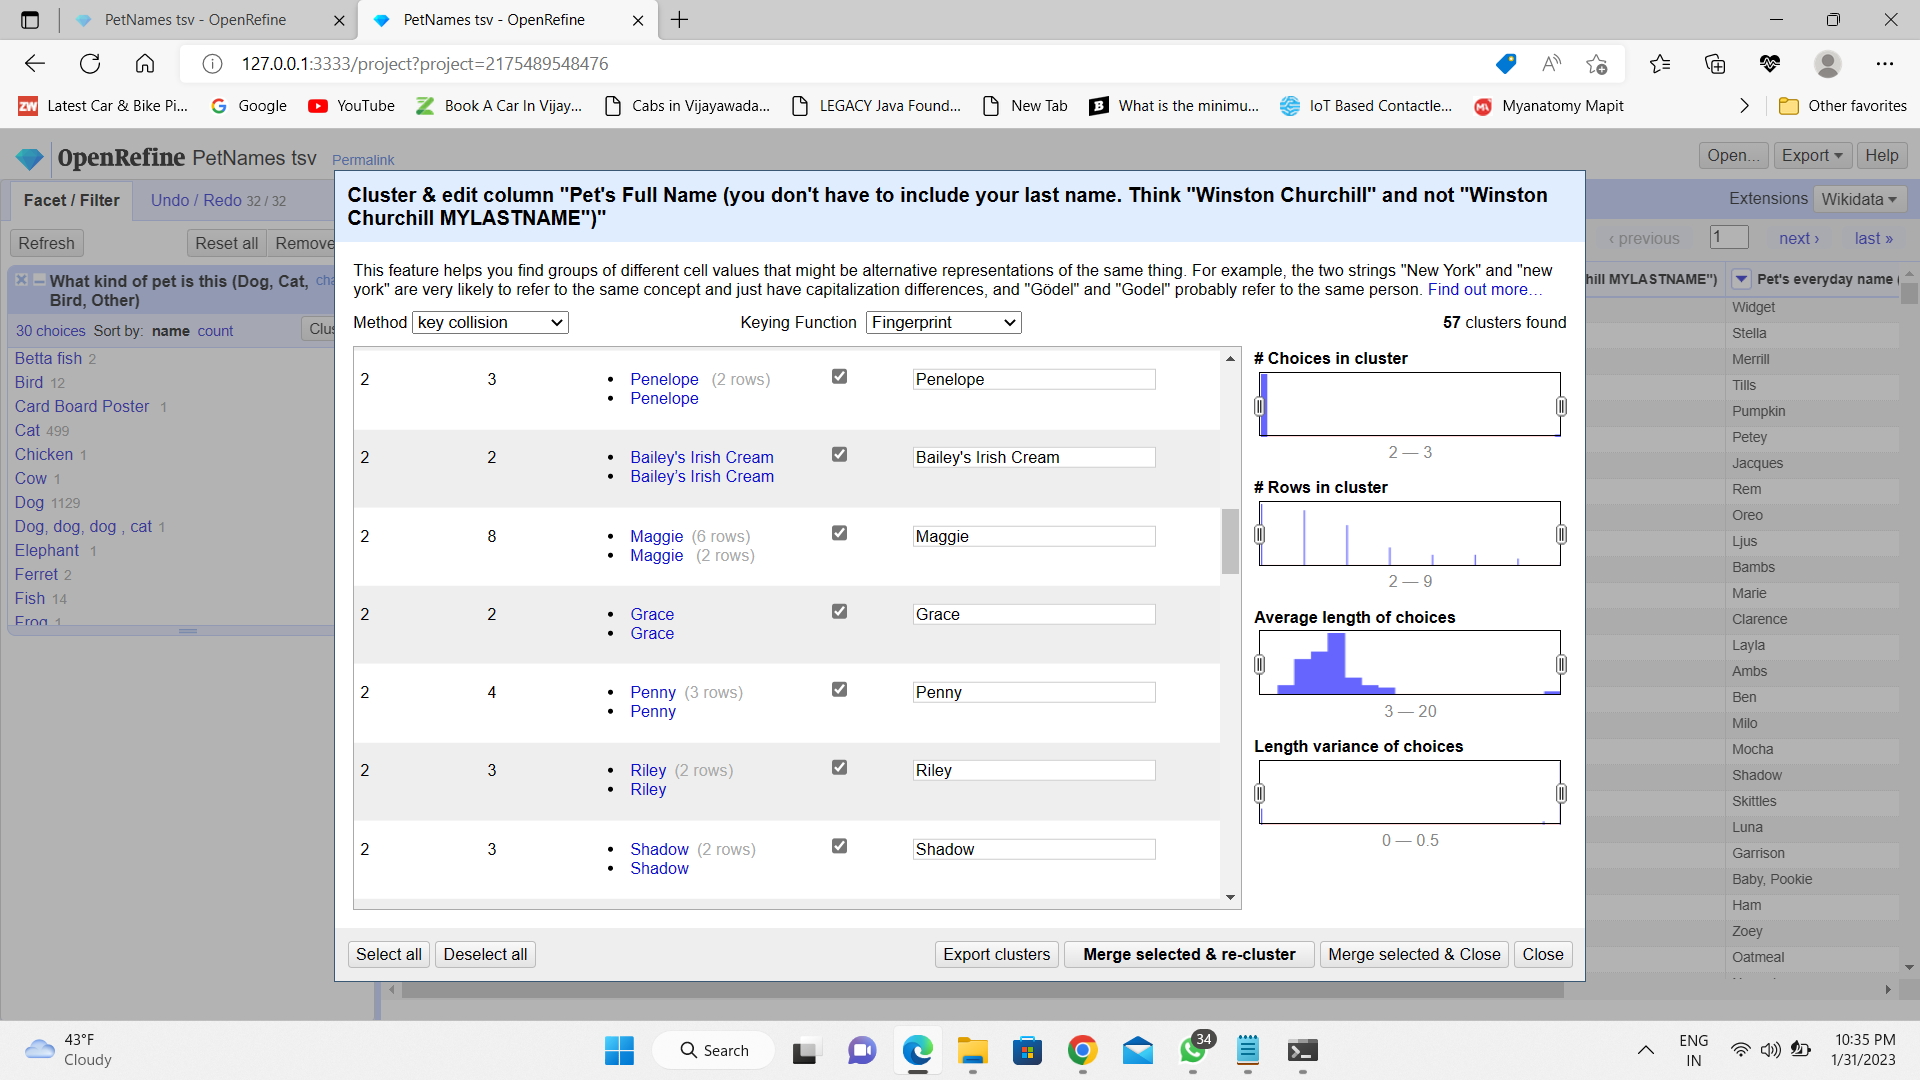 PetNames tsv - OpenRefine
PetNames tsv - OpenRefine
127.0.0.1:3333/project?project=2175489548476
Latest Car & Bike Pi...
Google
YouTube
Book A Car In Vijay...
Cabs in Vijayawada...
LEGACY Java Found...
New Tab
What is the minimu...
IoT Based Contactle...
Myanatomy Mapit
Other favorites
OpenRefine PetNames tsv Permalink
Open... Export Help
Facet / Filter Undo / Redo 32 / 32
Extensions Wikidata
Refresh Reset all Remove
‹ previous 1 next › last »
What kind of pet is this (Dog, Cat, Bird, Other)
30 choices Sort by: name count
Betta fish 2
Bird 12
Card Board Poster 1
Cat 499
Chicken 1
Cow 1
Dog 1129
Dog, dog, dog , cat 1
Elephant 1
Ferret 2
Fish 14
Frog 1
Cluster & edit column "Pet's Full Name (you don't have to include your last name. Think "Winston Churchill" and not "Winston
Churchill MYLASTNAME")"
This feature helps you find groups of different cell values that might be alternative representations of the same thing. For example, the two strings "New York" and "new
york" are very likely to refer to the same concept and just have capitalization differences, and "Gödel" and "Godel" probably refer to the same person. Find out more…
Method key collision Keying Function Fingerprint 57 clusters found
2 3 Penelope (2 rows) Penelope
Penelope
2 2 Bailey's Irish Cream Bailey's Irish Cream
Bailey’s Irish Cream
2 8 Maggie (6 rows) Maggie
Maggie (2 rows)
2 2 Grace Grace
Grace
2 4 Penny (3 rows) Penny
Penny
2 3 Riley (2 rows) Riley
Riley
2 3 Shadow (2 rows) Shadow
Shadow
# Choices in cluster
2 — 3
# Rows in cluster
2 — 9
Average length of choices
3 — 20
Length variance of choices
0 — 0.5
Select all Deselect all Export clusters Merge selected & re-cluster Merge selected & Close Close
hill MYLASTNAME") Pet's everyday name
Widget
Stella
Merrill
Tills
Pumpkin
Petey
Jacques
Rem
Oreo
Ljus
Bambs
Marie
Clarence
Layla
Ambs
Ben
Milo
Mocha
Shadow
Skittles
Luna
Garrison
Baby, Pookie
Ham
Zoey
Oatmeal
43°F
Cloudy
Search
34
ENG
IN
10:35 PM
1/31/2023